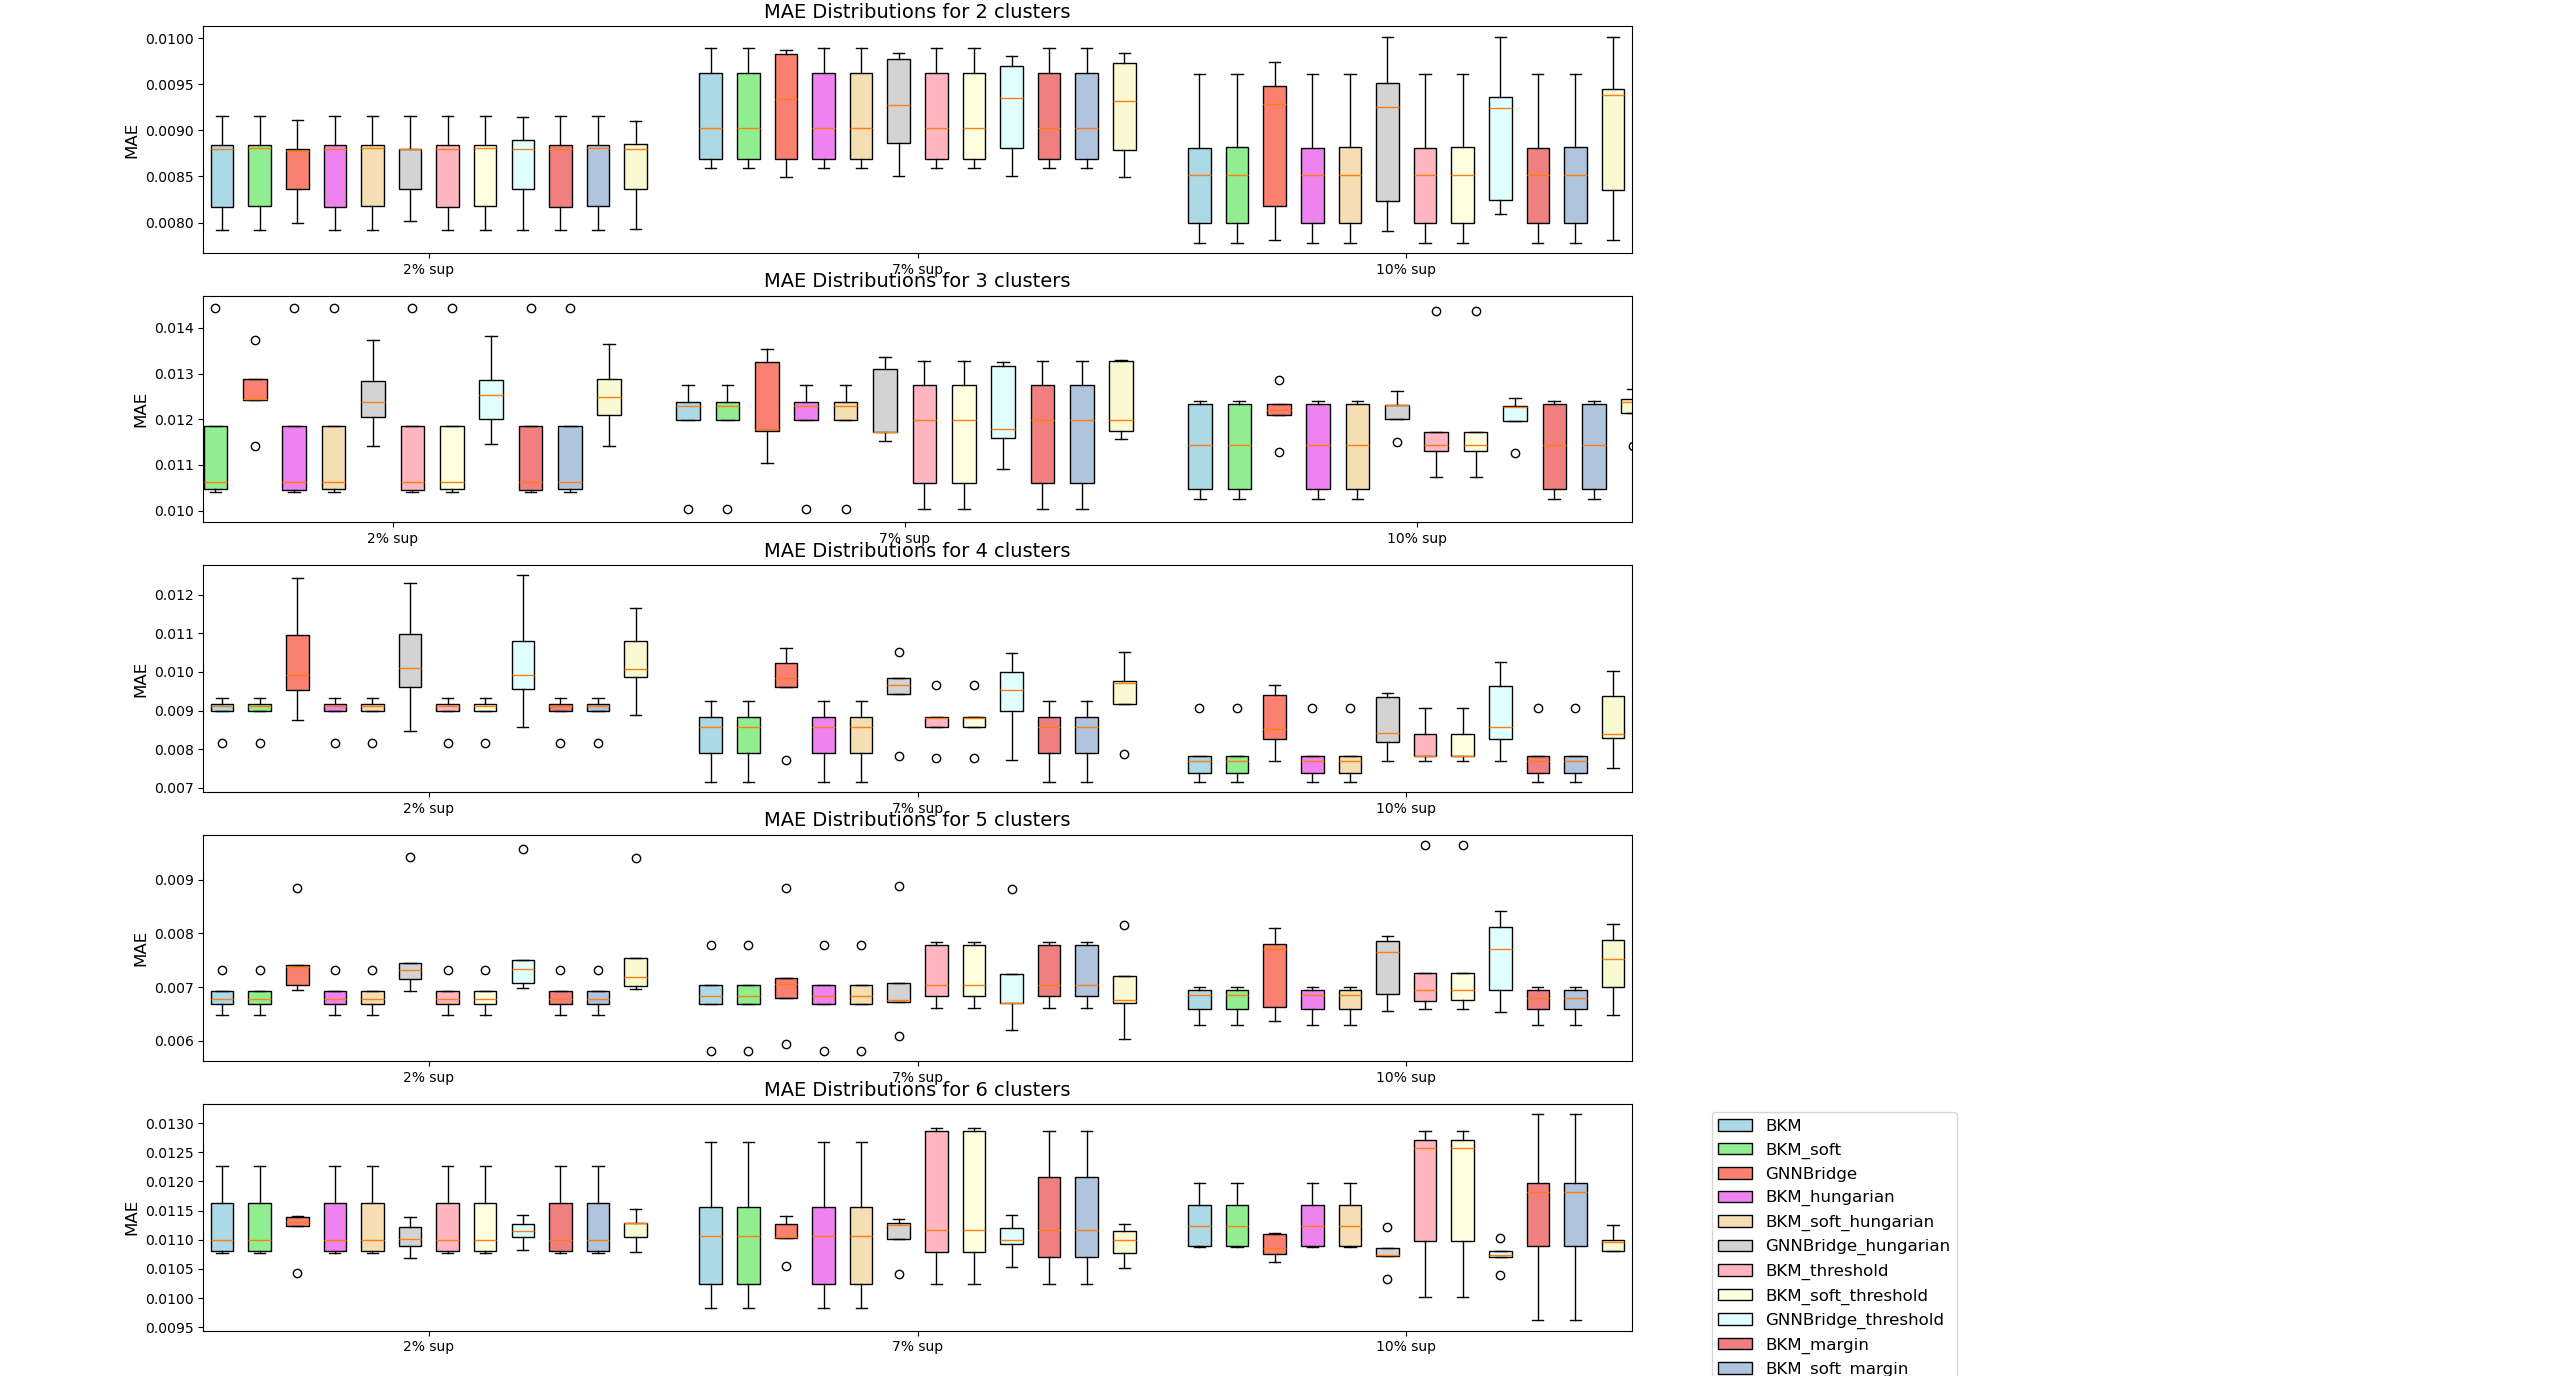 MAE Distributions for 2 clusters
0.0100
0.0095
0.0090
0.0085
0.0080
MAE
2% sup
7% sup
10% sup
MAE Distributions for 3 clusters
0.014
0.013
0.012
0.011
0.010
MAE
2% sup
7% sup
10% sup
MAE Distributions for 4 clusters
0.012
0.011
0.010
0.009
0.008
0.007
MAE
2% sup
7% sup
10% sup
MAE Distributions for 5 clusters
0.009
0.008
0.007
0.006
MAE
2% sup
7% sup
10% sup
MAE Distributions for 6 clusters
0.0130
0.0125
0.0120
0.0115
0.0110
0.0105
0.0100
0.0095
MAE
2% sup
7% sup
10% sup
BKM
BKM_soft
GNNBridge
BKM_hungarian
BKM_soft_hungarian
GNNBridge_hungarian
BKM_threshold
BKM_soft_threshold
GNNBridge_threshold
BKM_margin
BKM_soft_margin